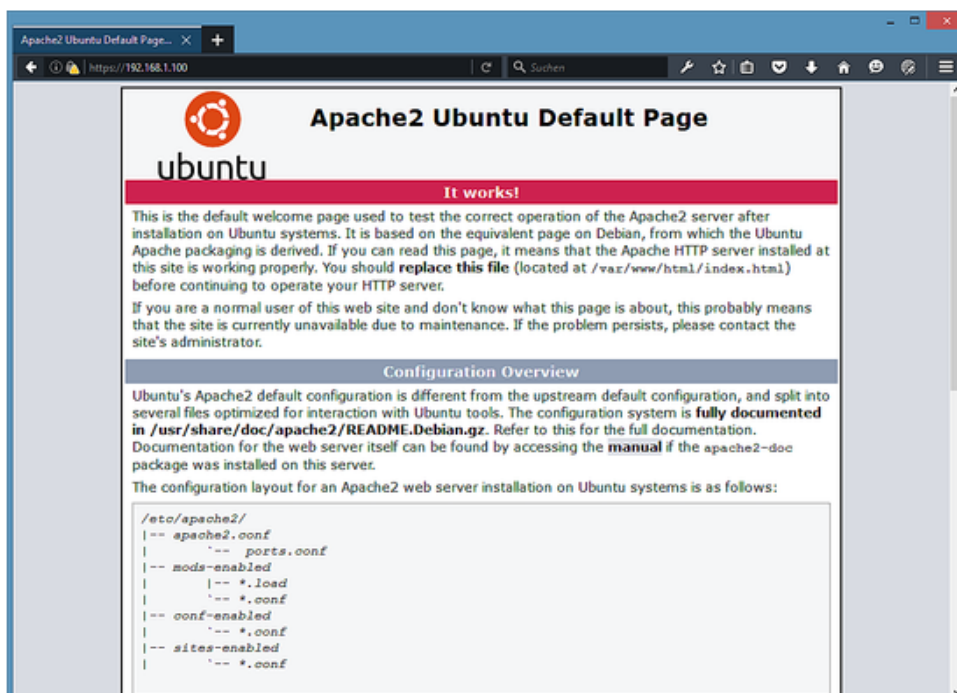 Apache2 Ubuntu Default Page...
https://192.168.1.100
Suchen
ubuntu
Apache2 Ubuntu Default Page
It works!
This is the default welcome page used to test the correct operation of the Apache2 server after
installation on Ubuntu systems. It is based on the equivalent page on Debian, from which the Ubuntu
Apache packaging is derived. If you can read this page, it means that the Apache HTTP server installed at
this site is working properly. You should replace this file (located at /var/www/html/index.html)
before continuing to operate your HTTP server.
If you are a normal user of this web site and don't know what this page is about, this probably means
that the site is currently unavailable due to maintenance. If the problem persists, please contact the
site's administrator.
Configuration Overview
Ubuntu's Apache2 default configuration is different from the upstream default configuration, and split into
several files optimized for interaction with Ubuntu tools. The configuration system is fully documented
in /usr/share/doc/apache2/README.Debian.gz. Refer to this for the full documentation.
Documentation for the web server itself can be found by accessing the manual if the apache2-doc
package was installed on this server.
The configuration layout for an Apache2 web server installation on Ubuntu systems is as follows:
/etc/apache2/
|-- apache2.conf
|       `--  ports.conf
|-- mods-enabled
|       |-- *.load
|       `-- *.conf
|-- conf-enabled
|       `-- *.conf
|-- sites-enabled
|       `-- *.conf